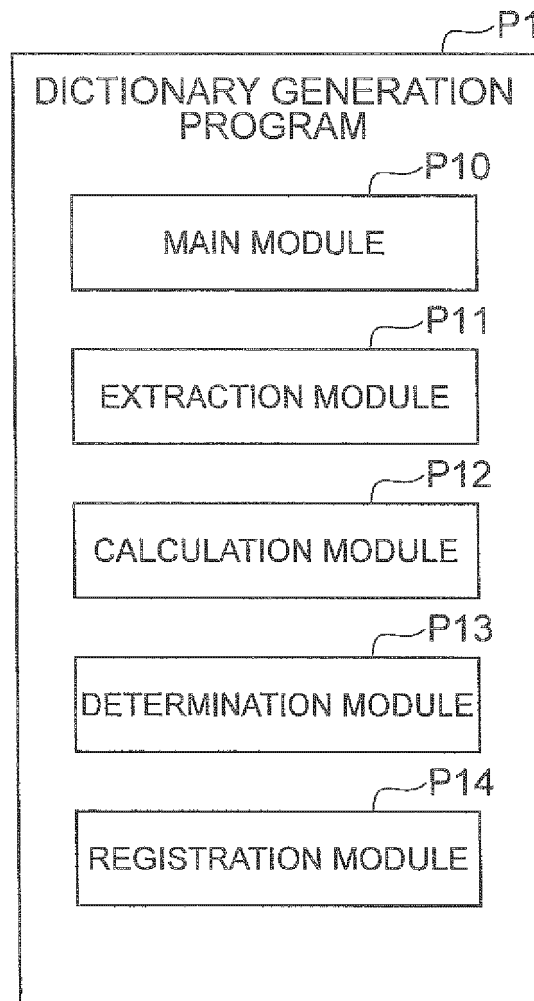 P1
DICTIONARY GENERATION
PROGRAM
P10
MAIN MODULE
P11
EXTRACTION MODULE
P12
CALCULATION MODULE
P13
DETERMINATION MODULE
P14
REGISTRATION MODULE